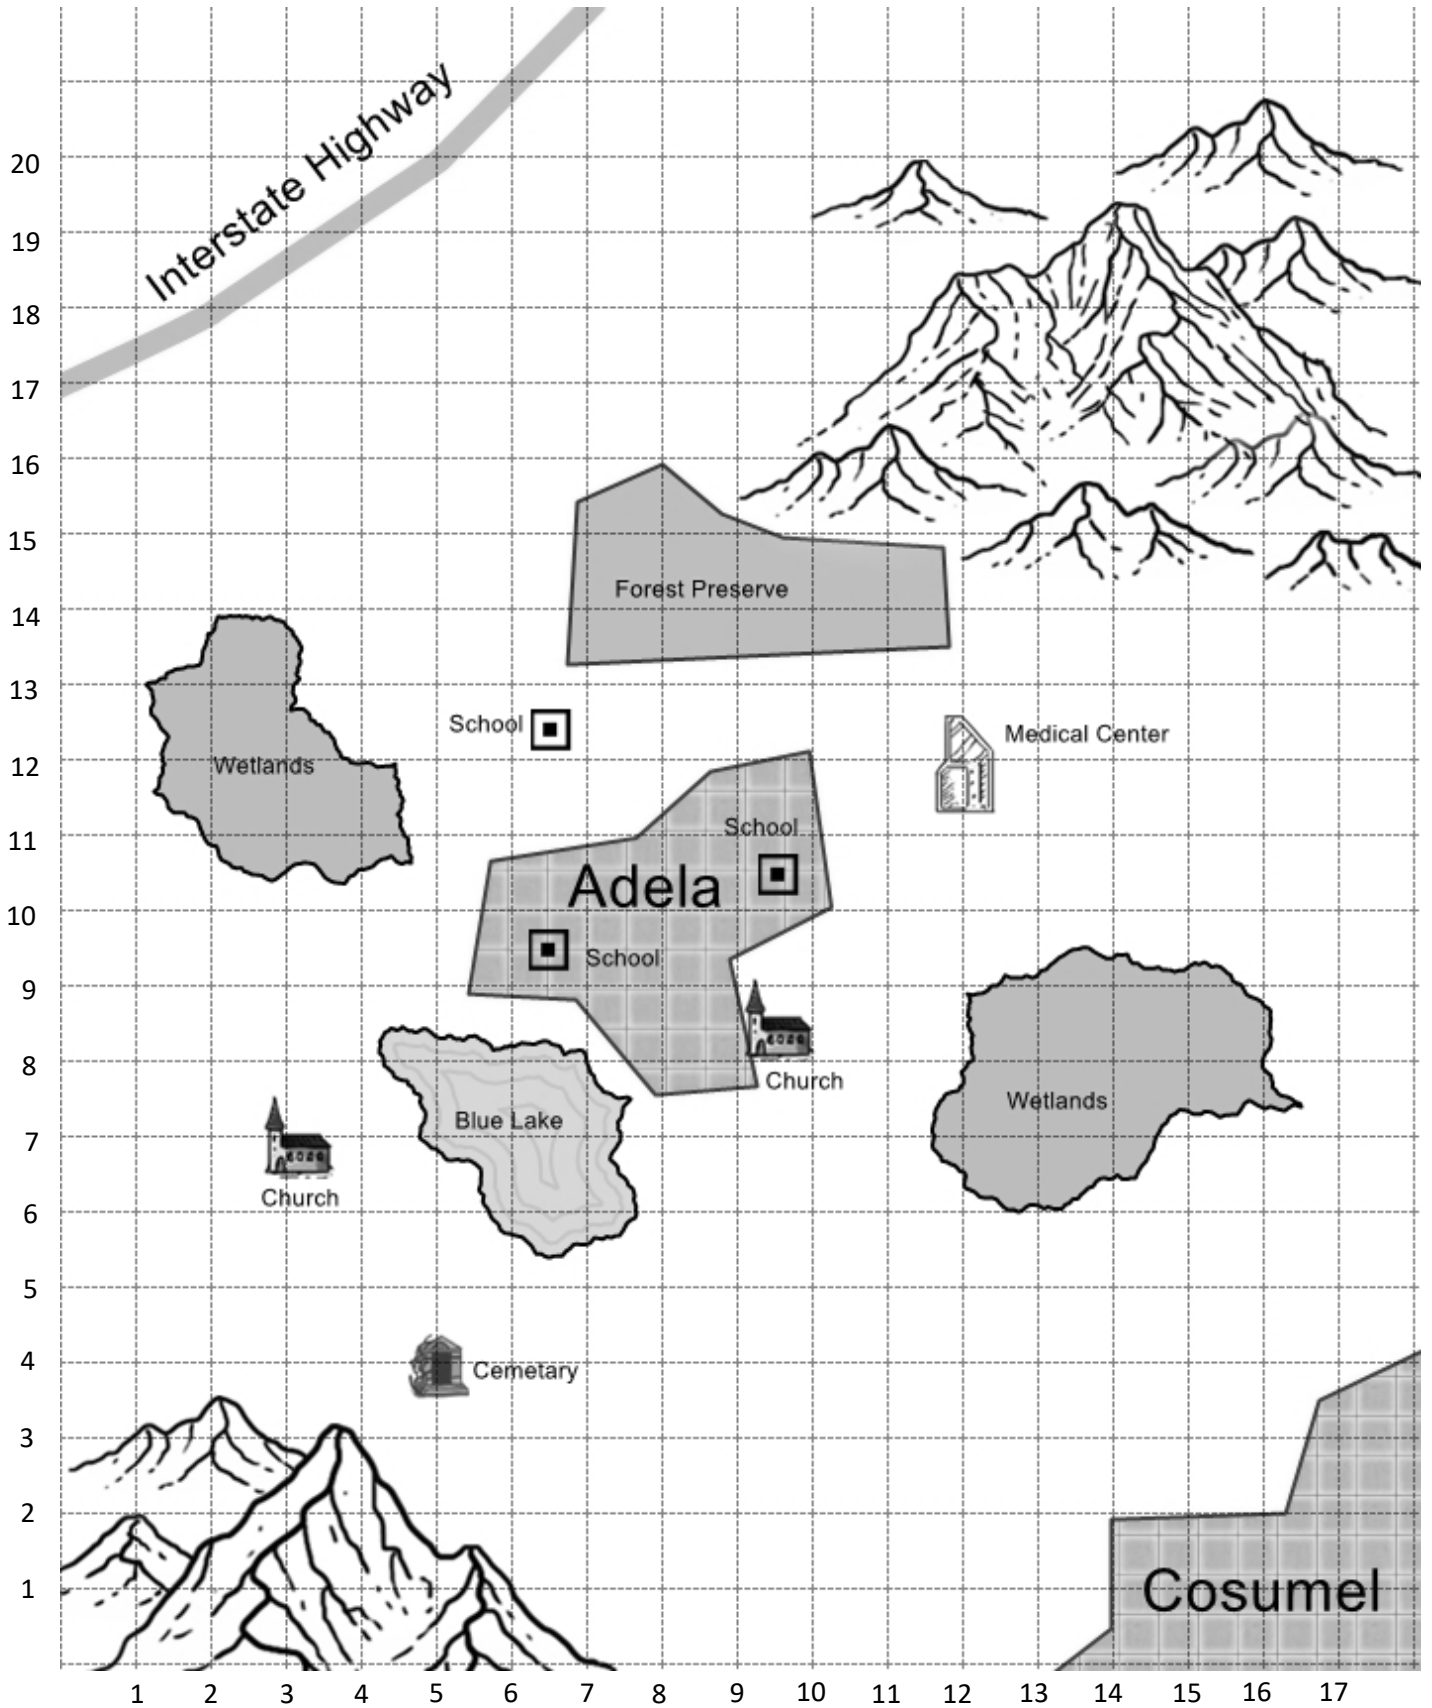 Interstate Highway
20
19
18
17
16
15
Forest Preserve
14
13
School
Medical Center
Wetlands
12
School
11
Adela
10
School
9
8
Church
Wetlands
Blue Lake
7
Church
6
5
4
Cemetary
3
2
Cosumel
1
1 2 3 4 5 6 7 8 9 10 11 12 13 14 15 16 17